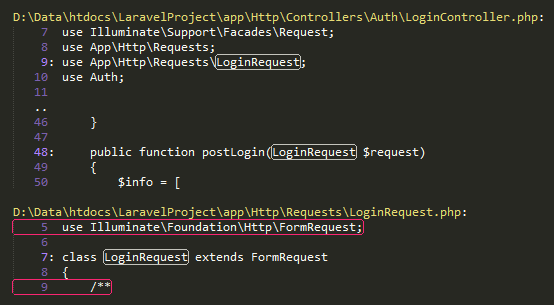 D:\Data\htdocs\LaravelProject\app\Http\Controllers\Auth\LoginController.php:
7 use Illuminate\Support\Facades\Request;
8 use App\Http\Requests;
9: use App\Http\Requests\LoginRequest;
10 use Auth;
11
..
46 }
47
48: public function postLogin(LoginRequest $request)
49 {
50 $info = [
D:\Data\htdocs\LaravelProject\app\Http\Requests\LoginRequest.php:
5 use Illuminate\Foundation\Http\FormRequest;
6
7: class LoginRequest extends FormRequest
8 {
9 /**